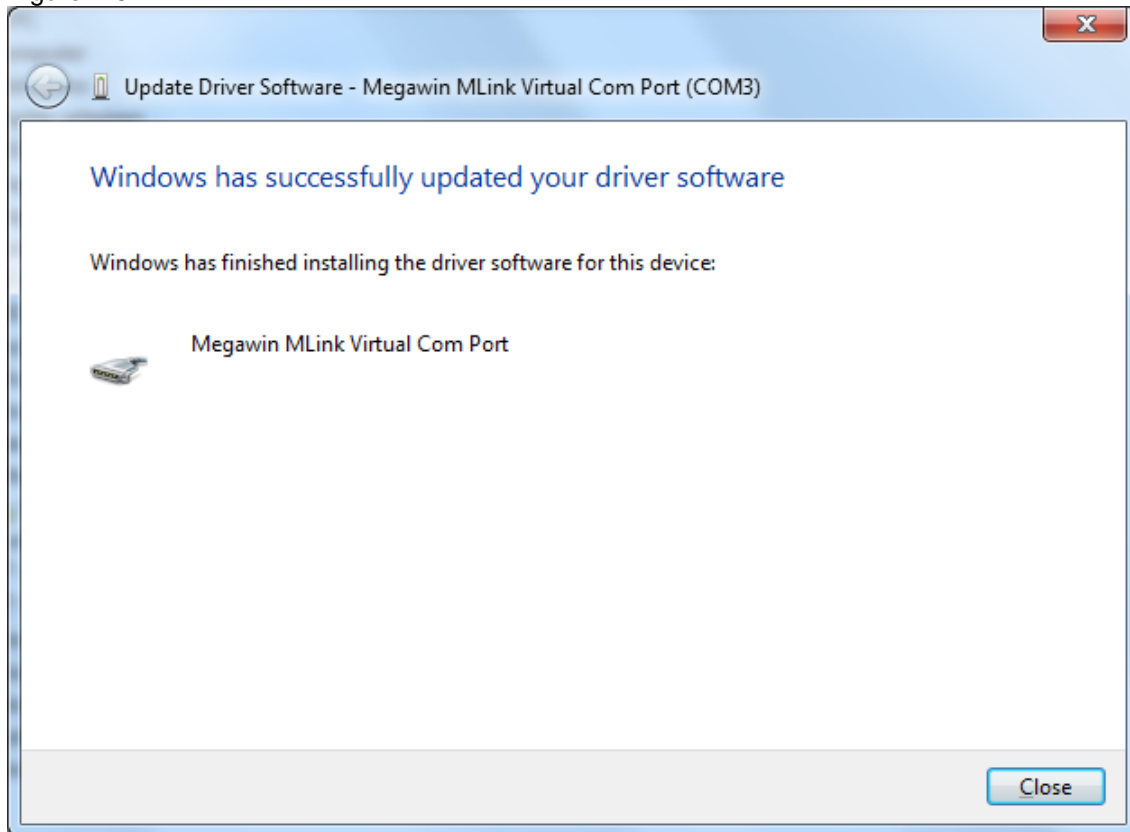 Update Driver Software - Megawin MLink Virtual Com Port (COM3)
Windows has successfully updated your driver software
Windows has finished installing the driver software for this device:
Megawin MLink Virtual Com Port
Close